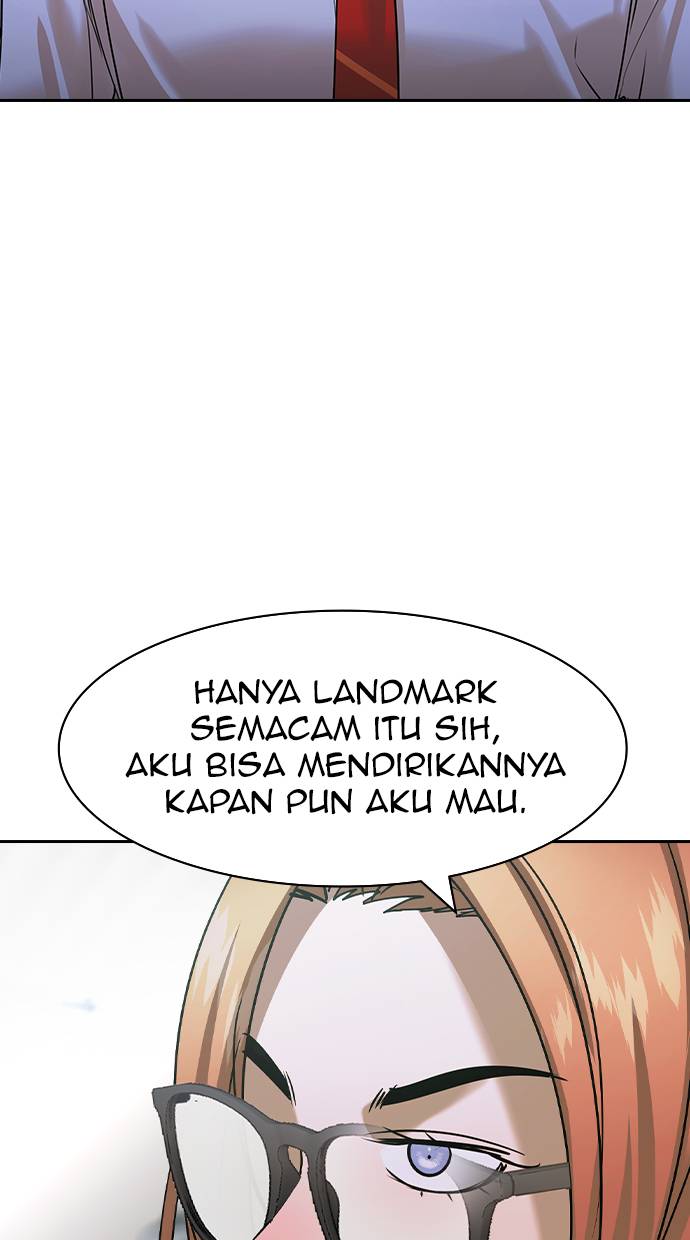 HANYA LANDMARK
SEMACAM ITU SIH,
AKU BISA MENDIRIKANNYA
KAPAN PUN AKU MAU.